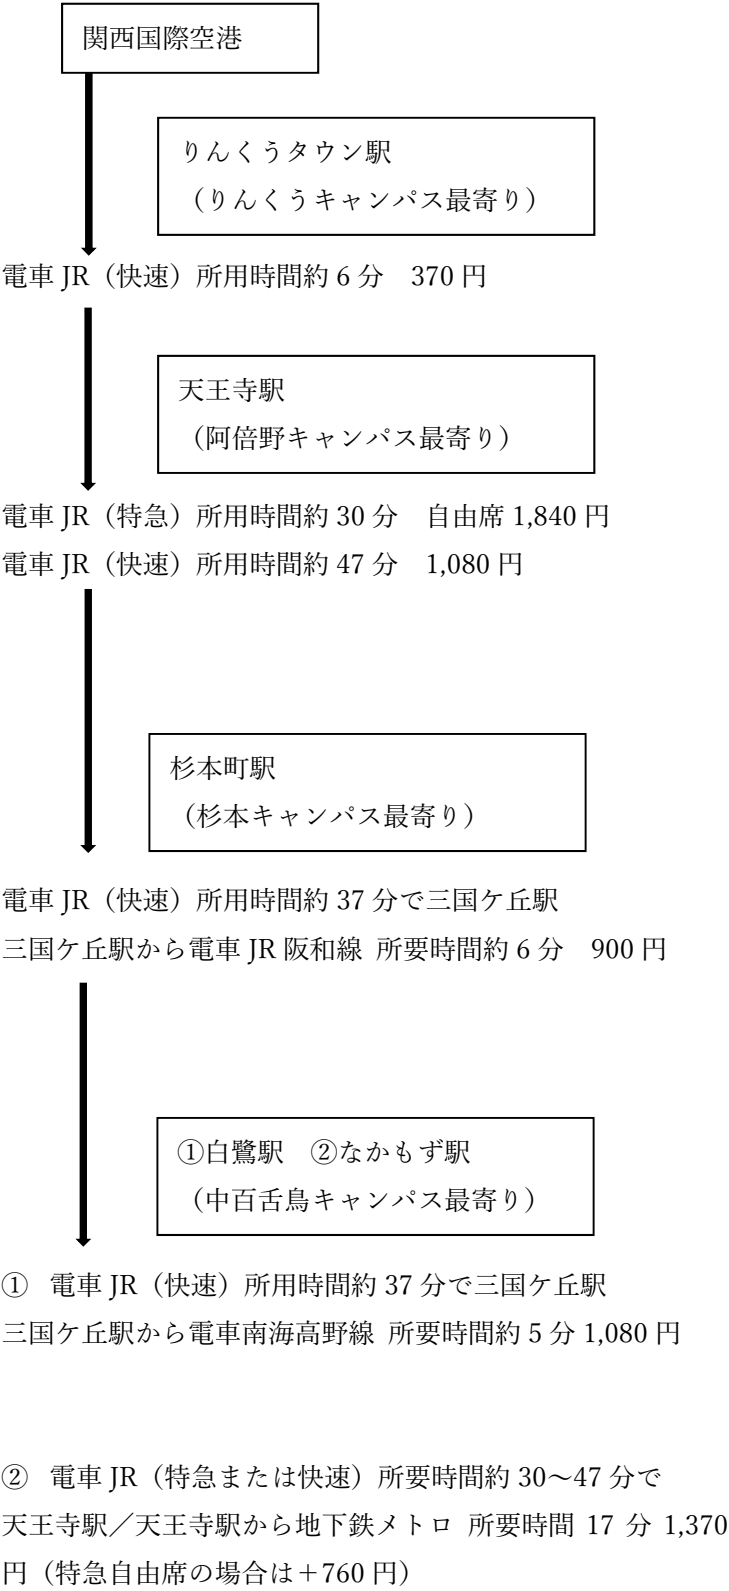 関西国際空港
りんくうタウン駅
（りんくうキャンパス最寄り）
電車 JR（快速）所用時間約 6 分　370 円
天王寺駅
（阿倍野キャンパス最寄り）
電車 JR（特急）所用時間約 30 分　自由席 1,840 円
電車 JR（快速）所用時間約 47 分　1,080 円
杉本町駅
（杉本キャンパス最寄り）
電車 JR（快速）所用時間約 37 分で三国ケ丘駅
三国ケ丘駅から電車 JR 阪和線 所要時間約 6 分　900 円
①白鷺駅　②なかもず駅
（中百舌鳥キャンパス最寄り）
① 電車 JR（快速）所用時間約 37 分で三国ケ丘駅
三国ケ丘駅から電車南海高野線 所要時間約 5 分 1,080 円
② 電車 JR（特急または快速）所要時間約 30～47 分で
天王寺駅／天王寺駅から地下鉄メトロ 所要時間 17 分 1,370
円（特急自由席の場合は＋760 円）